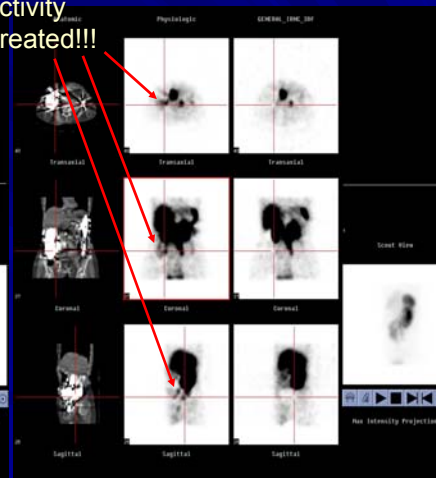 ctivity
reated!!!
Physiologic
Transaxial
Transaxial
Transaxial
Coronal
Coronal
Coronal
Scout View
Sagittal
Sagittal
Sagittal
Max Intensity Projection